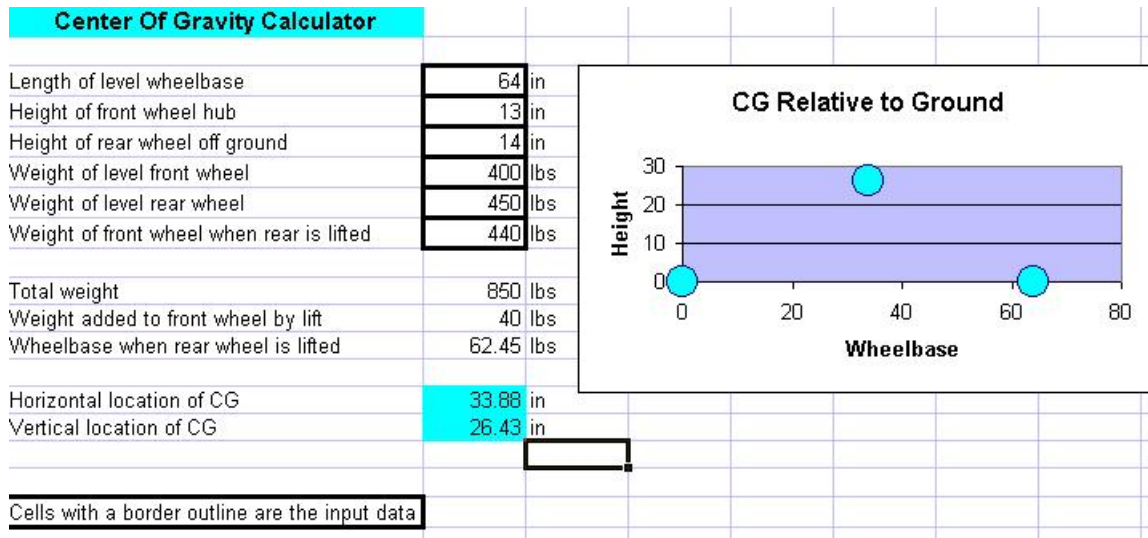 Center Of Gravity Calculator
Length of level wheelbase 64 in
Height of front wheel hub 13 in
Height of rear wheel off ground 14 in
Weight of level front wheel 400 lbs
Weight of level rear wheel 450 lbs
Weight of front wheel when rear is lifted 440 lbs
Total weight 850 lbs
Weight added to front wheel by lift 40 lbs
Wheelbase when rear wheel is lifted 62.45 lbs
Horizontal location of CG 33.88 in
Vertical location of CG 26.43 in
Cells with a border outline are the input data
CG Relative to Ground
Height
30
20
10
0
0 20 40 60 80
Wheelbase